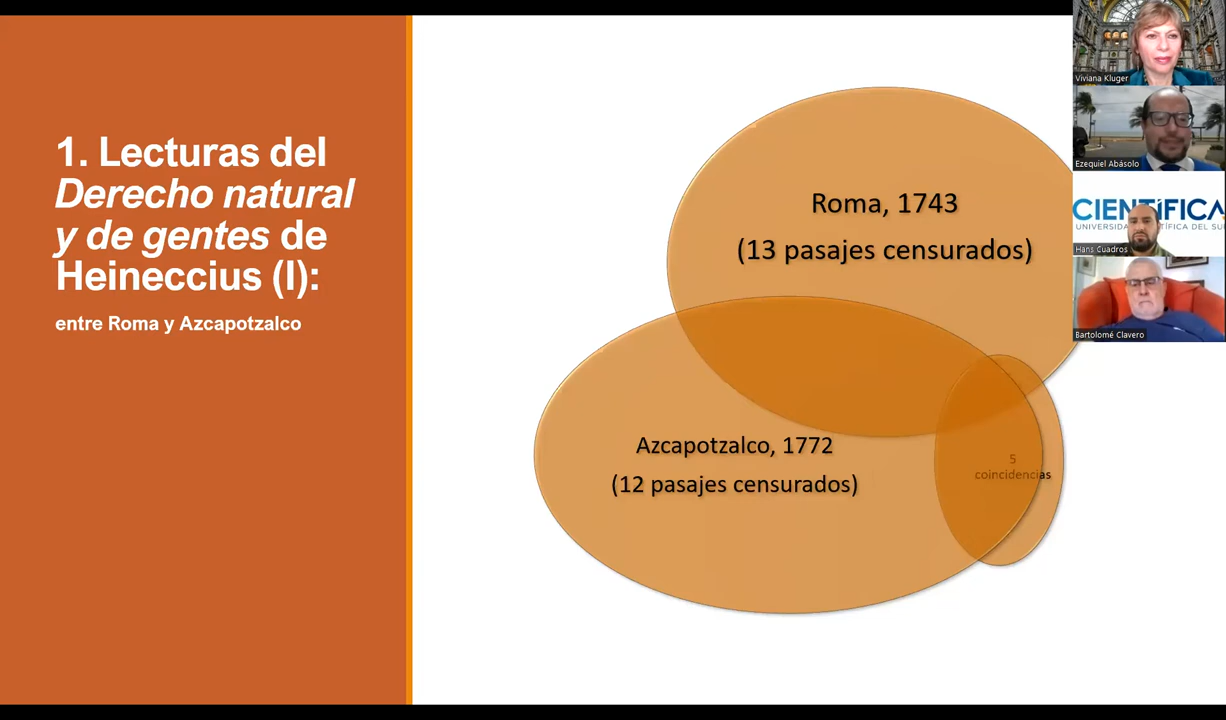 1. Lecturas del
Derecho natural
y de gentes de
Heineccius (I):
entre Roma y Azcapotzalco
Roma, 1743
(13 pasajes censurados)
Azcapotzalco, 1772
(12 pasajes censurados)
5
coincidencias
Viviana Kluger
Ezequiel Abásolo
CIENTÍFICA
UNIVERSIDAD CIENTÍFICA DEL SU
Hans Cuadros
Bartolomé Clavero